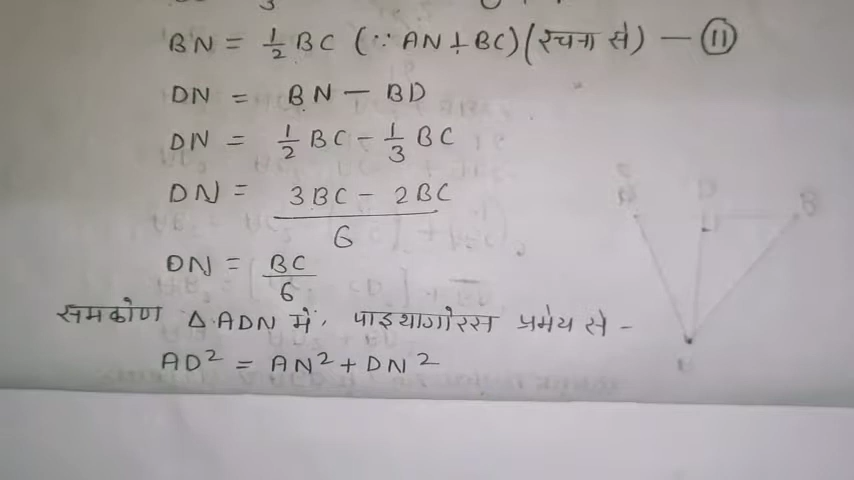 3
BN = 1/2 BC (∵ AN ⊥ BC) (रचना से) — (11)
DN = BN − BD
DN = 1/2 BC − 1/3 BC
DN = (3BC − 2BC)/6
DN = BC/6
समकोण Δ ADN में, पाइथागोरस प्रमेय से −
AD² = AN² + DN²